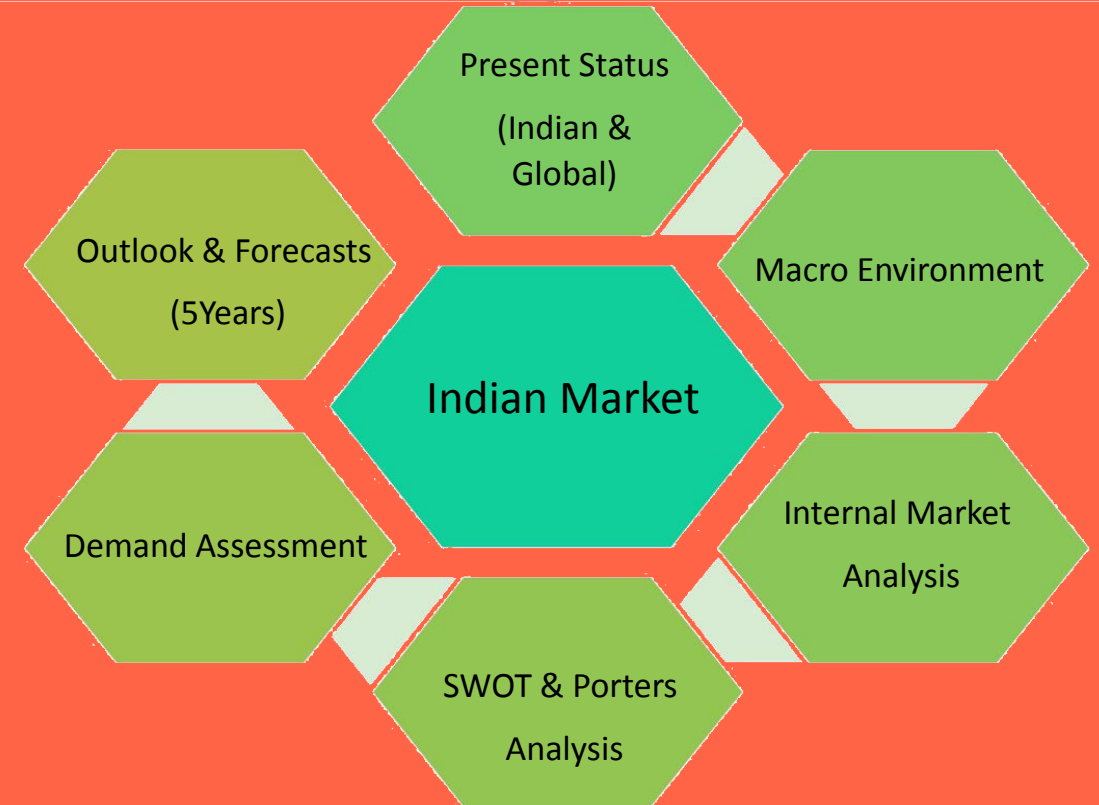 Present Status
(Indian &
Global)
Macro Environment
Internal Market
Analysis
SWOT & Porters
Analysis
Demand Assessment
Outlook & Forecasts
(5Years)
Indian Market